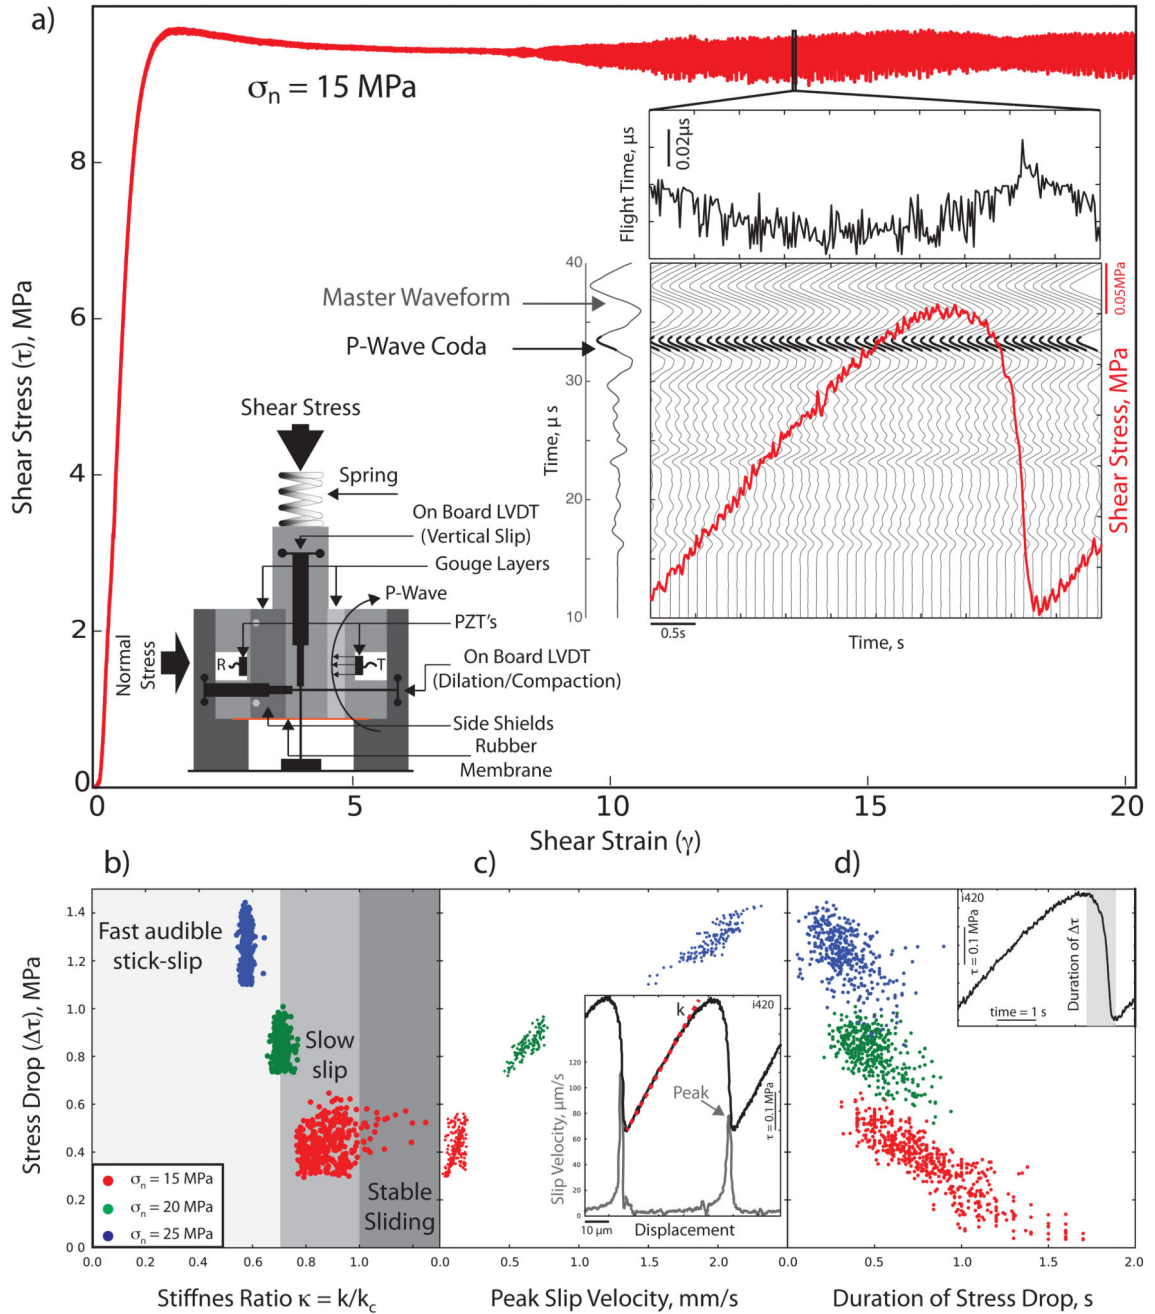 a)
σn = 15 MPa
Shear Stress (τ), MPa
8
6
4
2
0
0
5
10
15
20
Shear Strain (γ)
Flight Time, μs
0.02μs
Master Waveform
P-Wave Coda
40
30
20
10
Time, μ s
0.05MPa
Shear Stress, MPa
0.5s
Time, s
Shear Stress
Spring
On Board LVDT
(Vertical Slip)
Gouge Layers
P-Wave
PZT's
R
T
Normal
Stress
On Board LVDT
(Dilation/Compaction)
Side Shields
Rubber
Membrane
b)
Stress Drop (Δτ), MPa
1.4
1.2
1.0
0.8
0.6
0.4
0.2
0.0
Fast audible
stick-slip
Slow
slip
Stable
Sliding
σn = 15 MPa
σn = 20 MPa
σn = 25 MPa
0.0 0.2 0.4 0.6 0.8 1.0
Stiffnes Ratio κ = k/kc
c)
k
i420
Peak
160
120
100
80
60
40
20
0
Slip Velocity, μm/s
τ = 0.1 MPa
10 μm
Displacement
0.0 0.5 1.0 1.5 2.0
Peak Slip Velocity, mm/s
d)
i420
τ = 0.1 MPa
Duration of Δτ
time = 1 s
0.0 0.5 1.0 1.5 2.0
Duration of Stress Drop, s